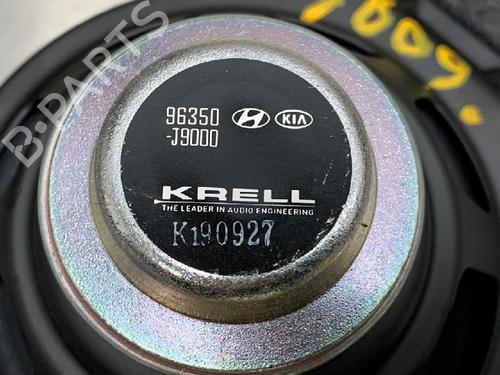 B-PARTS
96350
-J9000
KIA
KRELL
THE LEADER IN AUDIO ENGINEERING
K190927